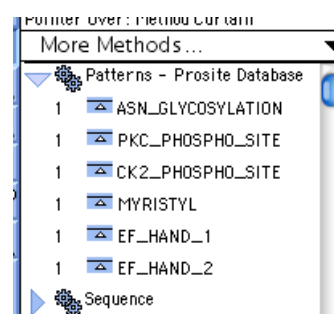 Pointer Over: Method Curtain
More Methods...
Patterns - Prosite Database
1 ASN_GLYCOSYLATION
1 PKC_PHOSPHO_SITE
1 CK2_PHOSPHO_SITE
1 MYRISTYL
1 EF_HAND_1
1 EF_HAND_2
Sequence